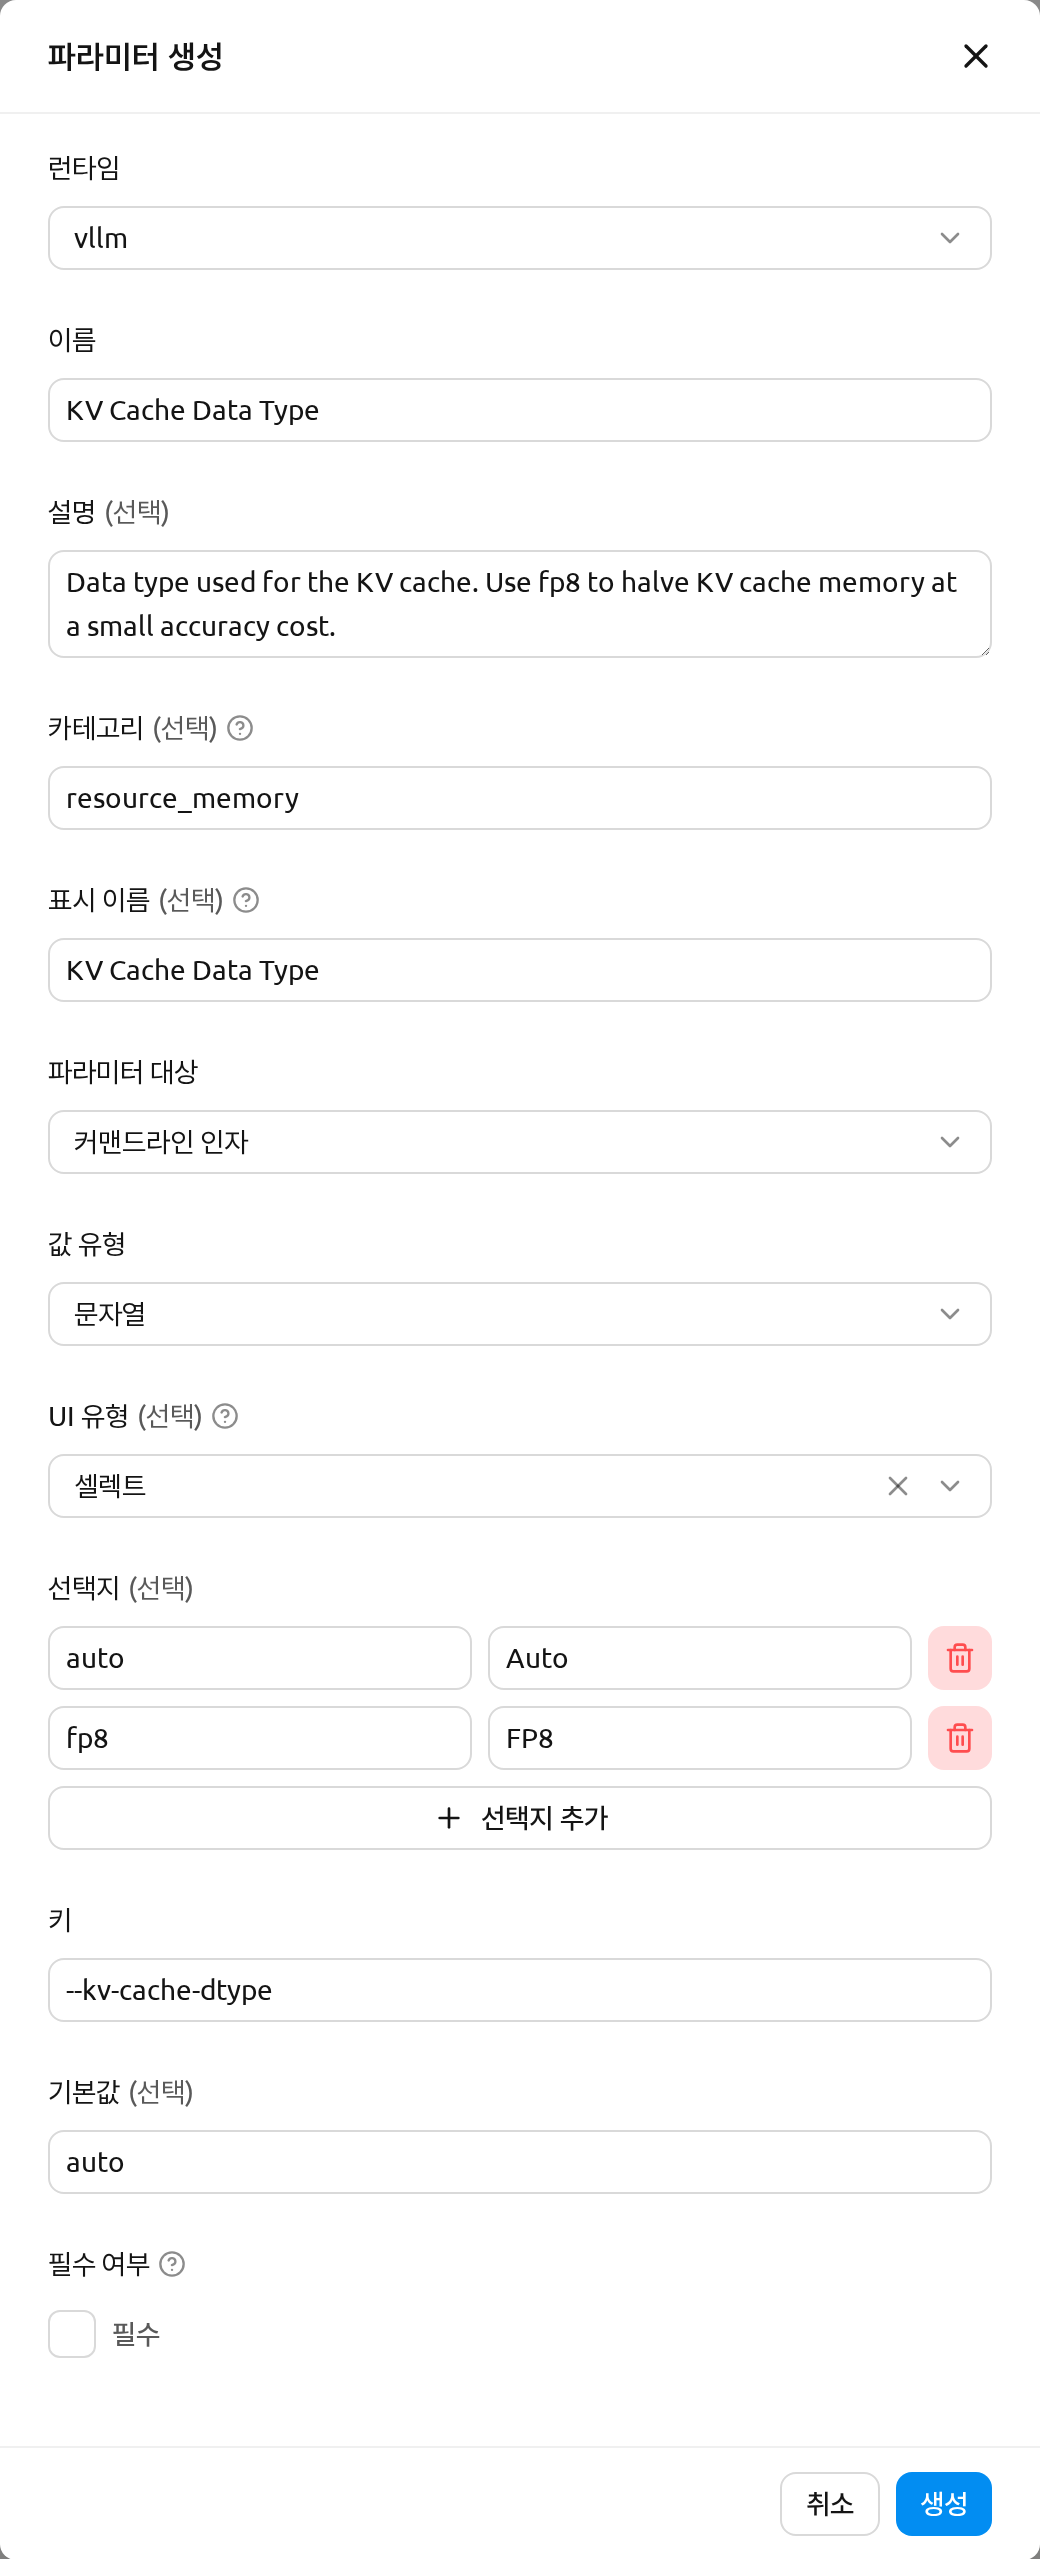 파라미터 생성
런타임
vllm
이름
KV Cache Data Type
설명 (선택)
Data type used for the KV cache. Use fp8 to halve KV cache memory at
a small accuracy cost.
카테고리 (선택)
resource_memory
표시 이름 (선택)
KV Cache Data Type
파라미터 대상
커맨드라인 인자
값 유형
문자열
UI 유형 (선택)
셀렉트
선택지 (선택)
auto Auto
fp8 FP8
선택지 추가
키
--kv-cache-dtype
기본값 (선택)
auto
필수 여부
필수
취소 생성